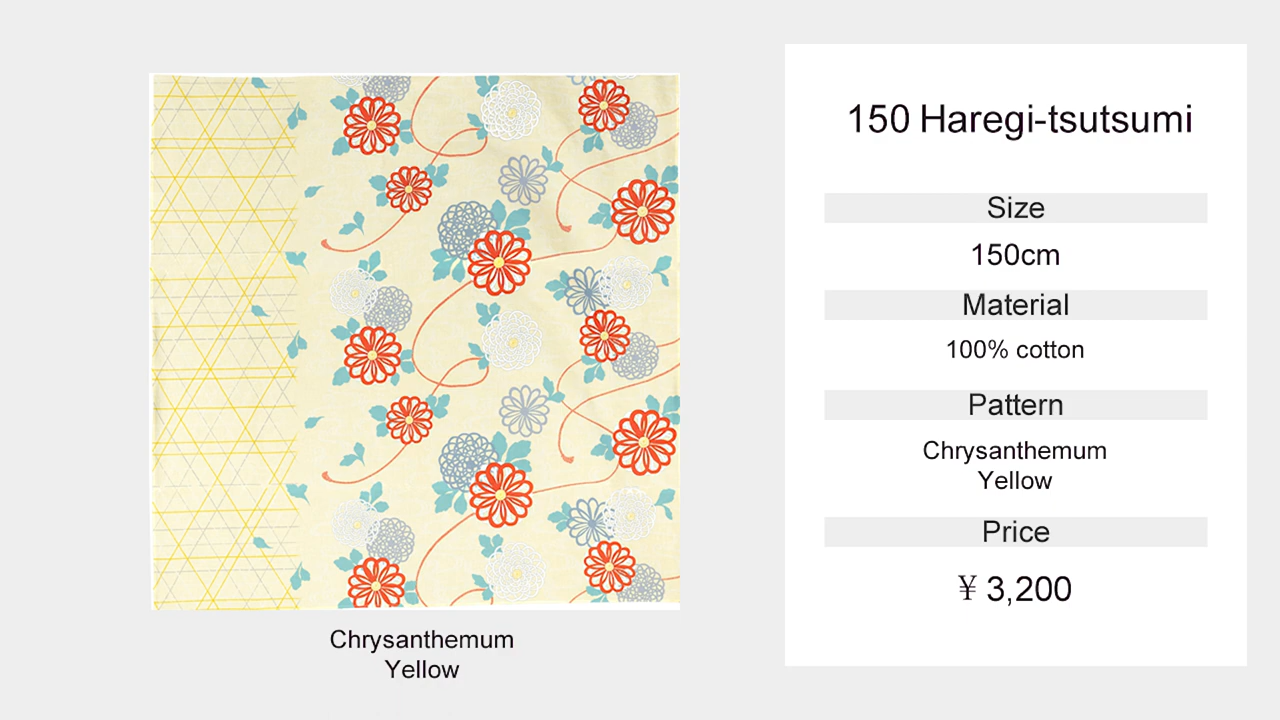 150 Haregi-tsutsumi
Size
150cm
Material
100% cotton
Pattern
Chrysanthemum
Yellow
Price
¥ 3,200
Chrysanthemum
Yellow